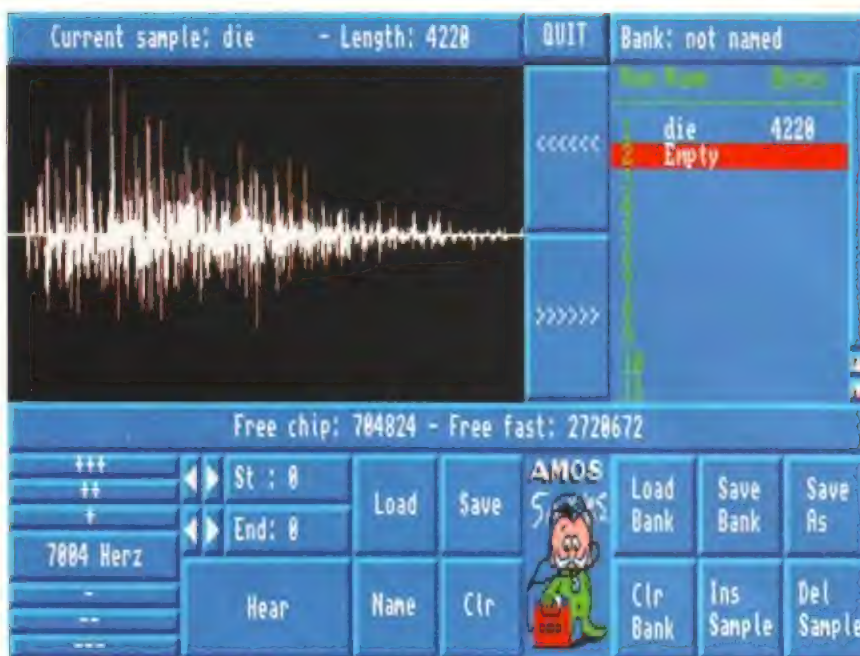 Current sample: die - Length: 4220
QUIT
Bank: not named
<<<<<<
>>>>>>
1 die 4220
2 Empty
10
Free chip: 704824 - Free fast: 2720672
+++
++
+
7004 Herz
-
--
---
St : 0
End: 0
Hear
Load
Save
Name
Clr
AMOS
Load Bank
Save Bank
Save As
Clr Bank
Ins Sample
Del Sample